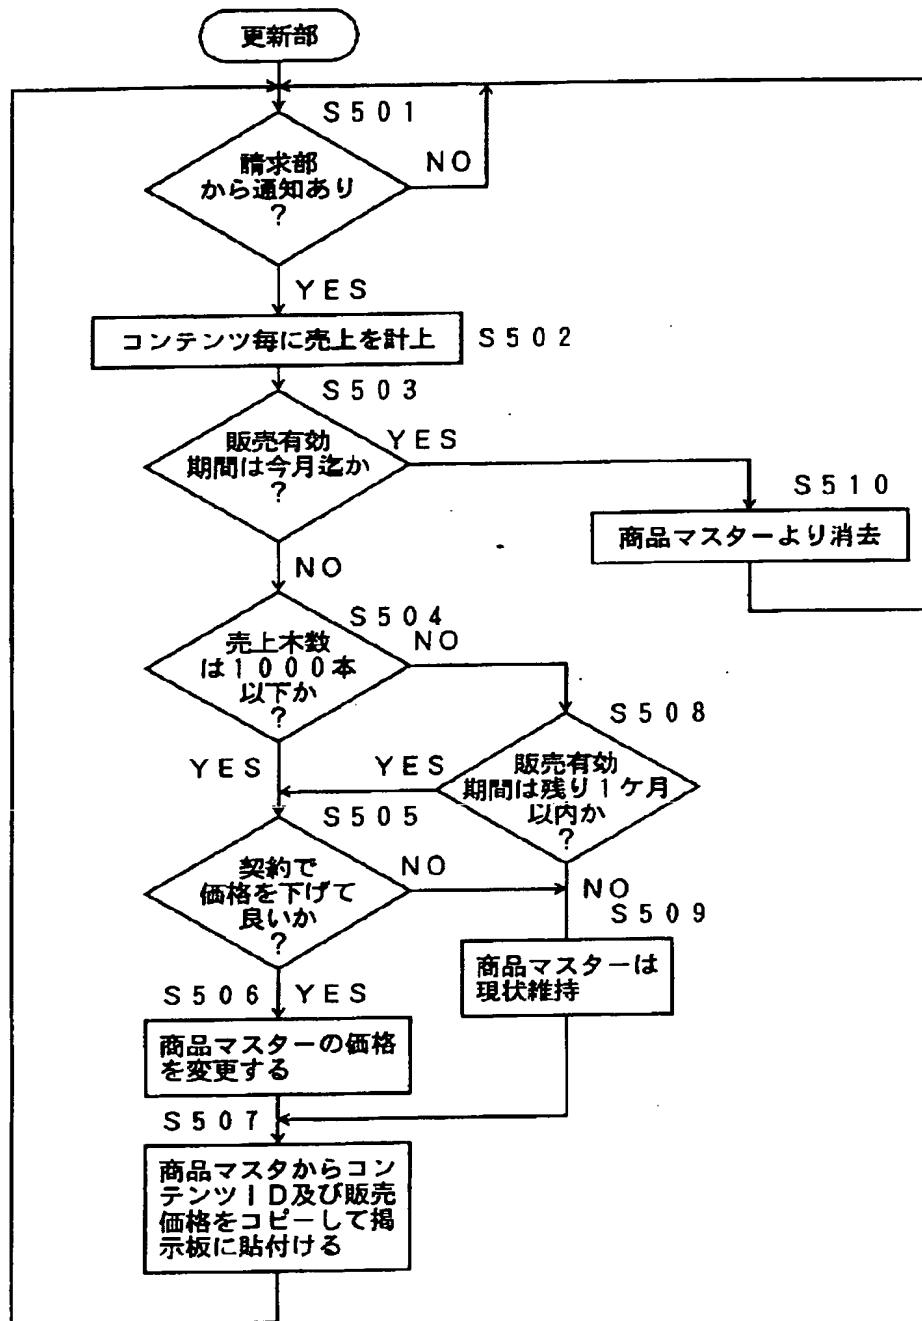 更新部
S501
請求部
から通知あり
?
NO
YES
コンテンツ毎に売上を計上
S502
S503
販売有効
期間は今月迄か
?
YES
S510
商品マスターより消去
NO
S504
売上本数
は1000本
以下か
?
NO
S508
販売有効
期間は残り1ケ月
以内か
?
YES
YES
S505
契約で
価格を下げて
良いか
?
NO
NO
S509
商品マスターは
現状維持
S506
YES
商品マスターの価格
を変更する
S507
商品マスタからコン
テンツID及び販売
価格をコピーして掲
示板に貼付ける